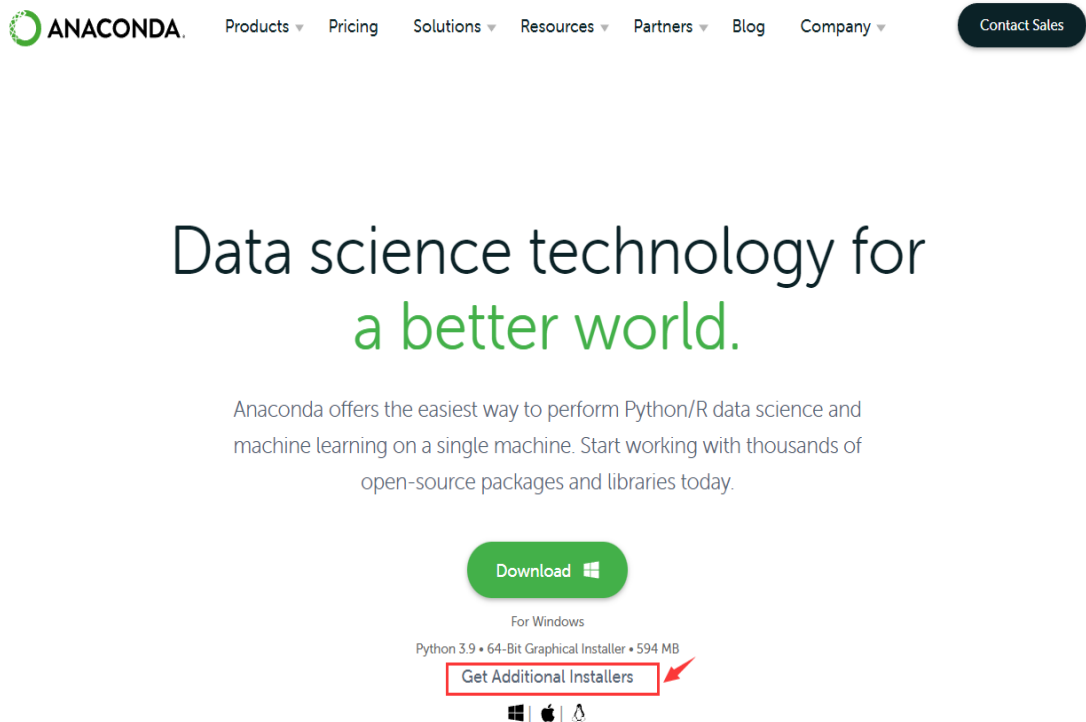 ANACONDA.
Products Pricing Solutions Resources Partners Blog Company Contact Sales
Data science technology for
a better world.
Anaconda offers the easiest way to perform Python/R data science and
machine learning on a single machine. Start working with thousands of
open-source packages and libraries today.
Download
For Windows
Python 3.9 • 64-Bit Graphical Installer • 594 MB
Get Additional Installers